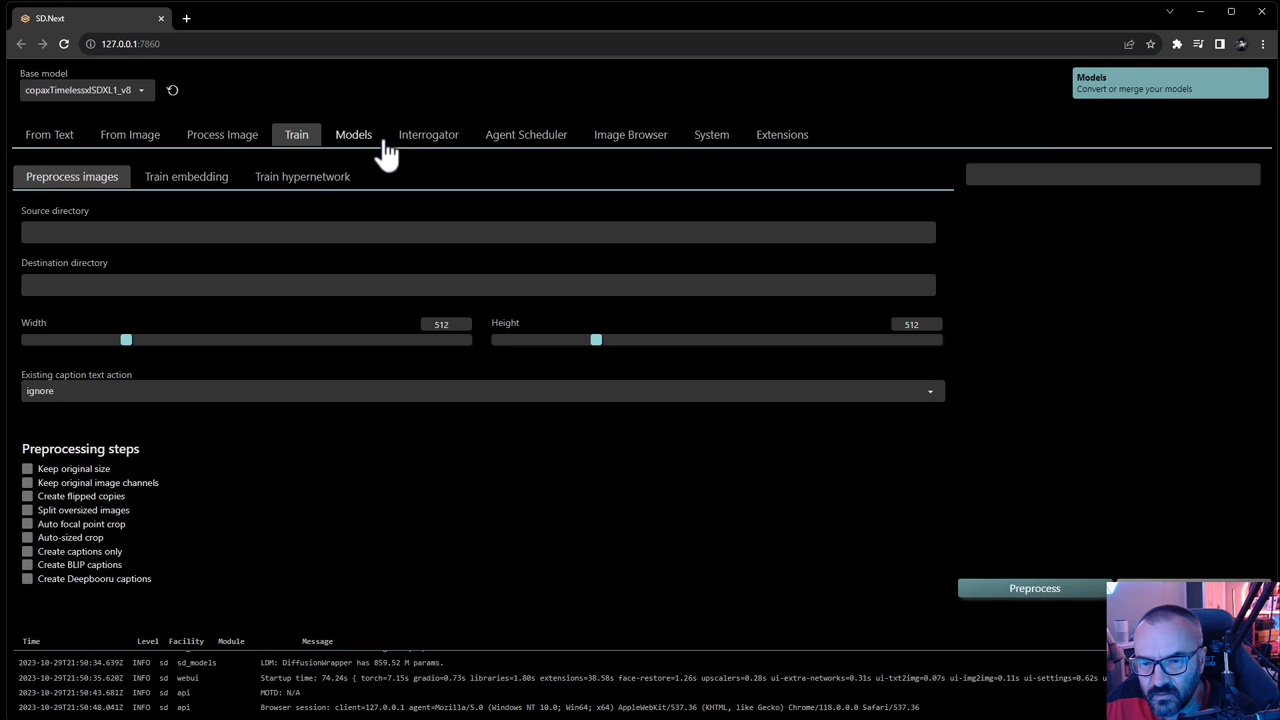 SD.Next
127.0.0.1:7860
Base model
copaxTimelessxlSDXL1_v8
Models
Convert or merge your models
From Text
From Image
Process Image
Train
Models
Interrogator
Agent Scheduler
Image Browser
System
Extensions
Preprocess images
Train embedding
Train hypernetwork
Source directory
Destination directory
Width
512
Height
512
Existing caption text action
ignore
Preprocessing steps
Keep original size
Keep original image channels
Create flipped copies
Split oversized images
Auto focal point crop
Auto-sized crop
Create captions only
Create BLIP captions
Create Deepbooru captions
Preprocess
Time Level Facility Module Message
2023-10-29T21:50:34.639Z INFO sd sd_models LDM: DiffusionWrapper has 859.52 M params.
2023-10-29T21:50:35.620Z INFO sd webui Startup time: 74.24s { torch=7.15s gradio=0.73s libraries=1.80s extensions=38.58s face-restore=1.26s upscalers=0.28s ui-extra-networks=0.31s ui-txt2img=0.07s ui-img2img=0.11s ui-settings=0.62s u
2023-10-29T21:50:43.681Z INFO sd api MOTD: N/A
2023-10-29T21:50:48.041Z INFO sd api Browser session: client=127.0.0.1 agent=Mozilla/5.0 (Windows NT 10.0; Win64; x64) AppleWebKit/537.36 (KHTML, like Gecko) Chrome/118.0.0.0 Safari/537.36